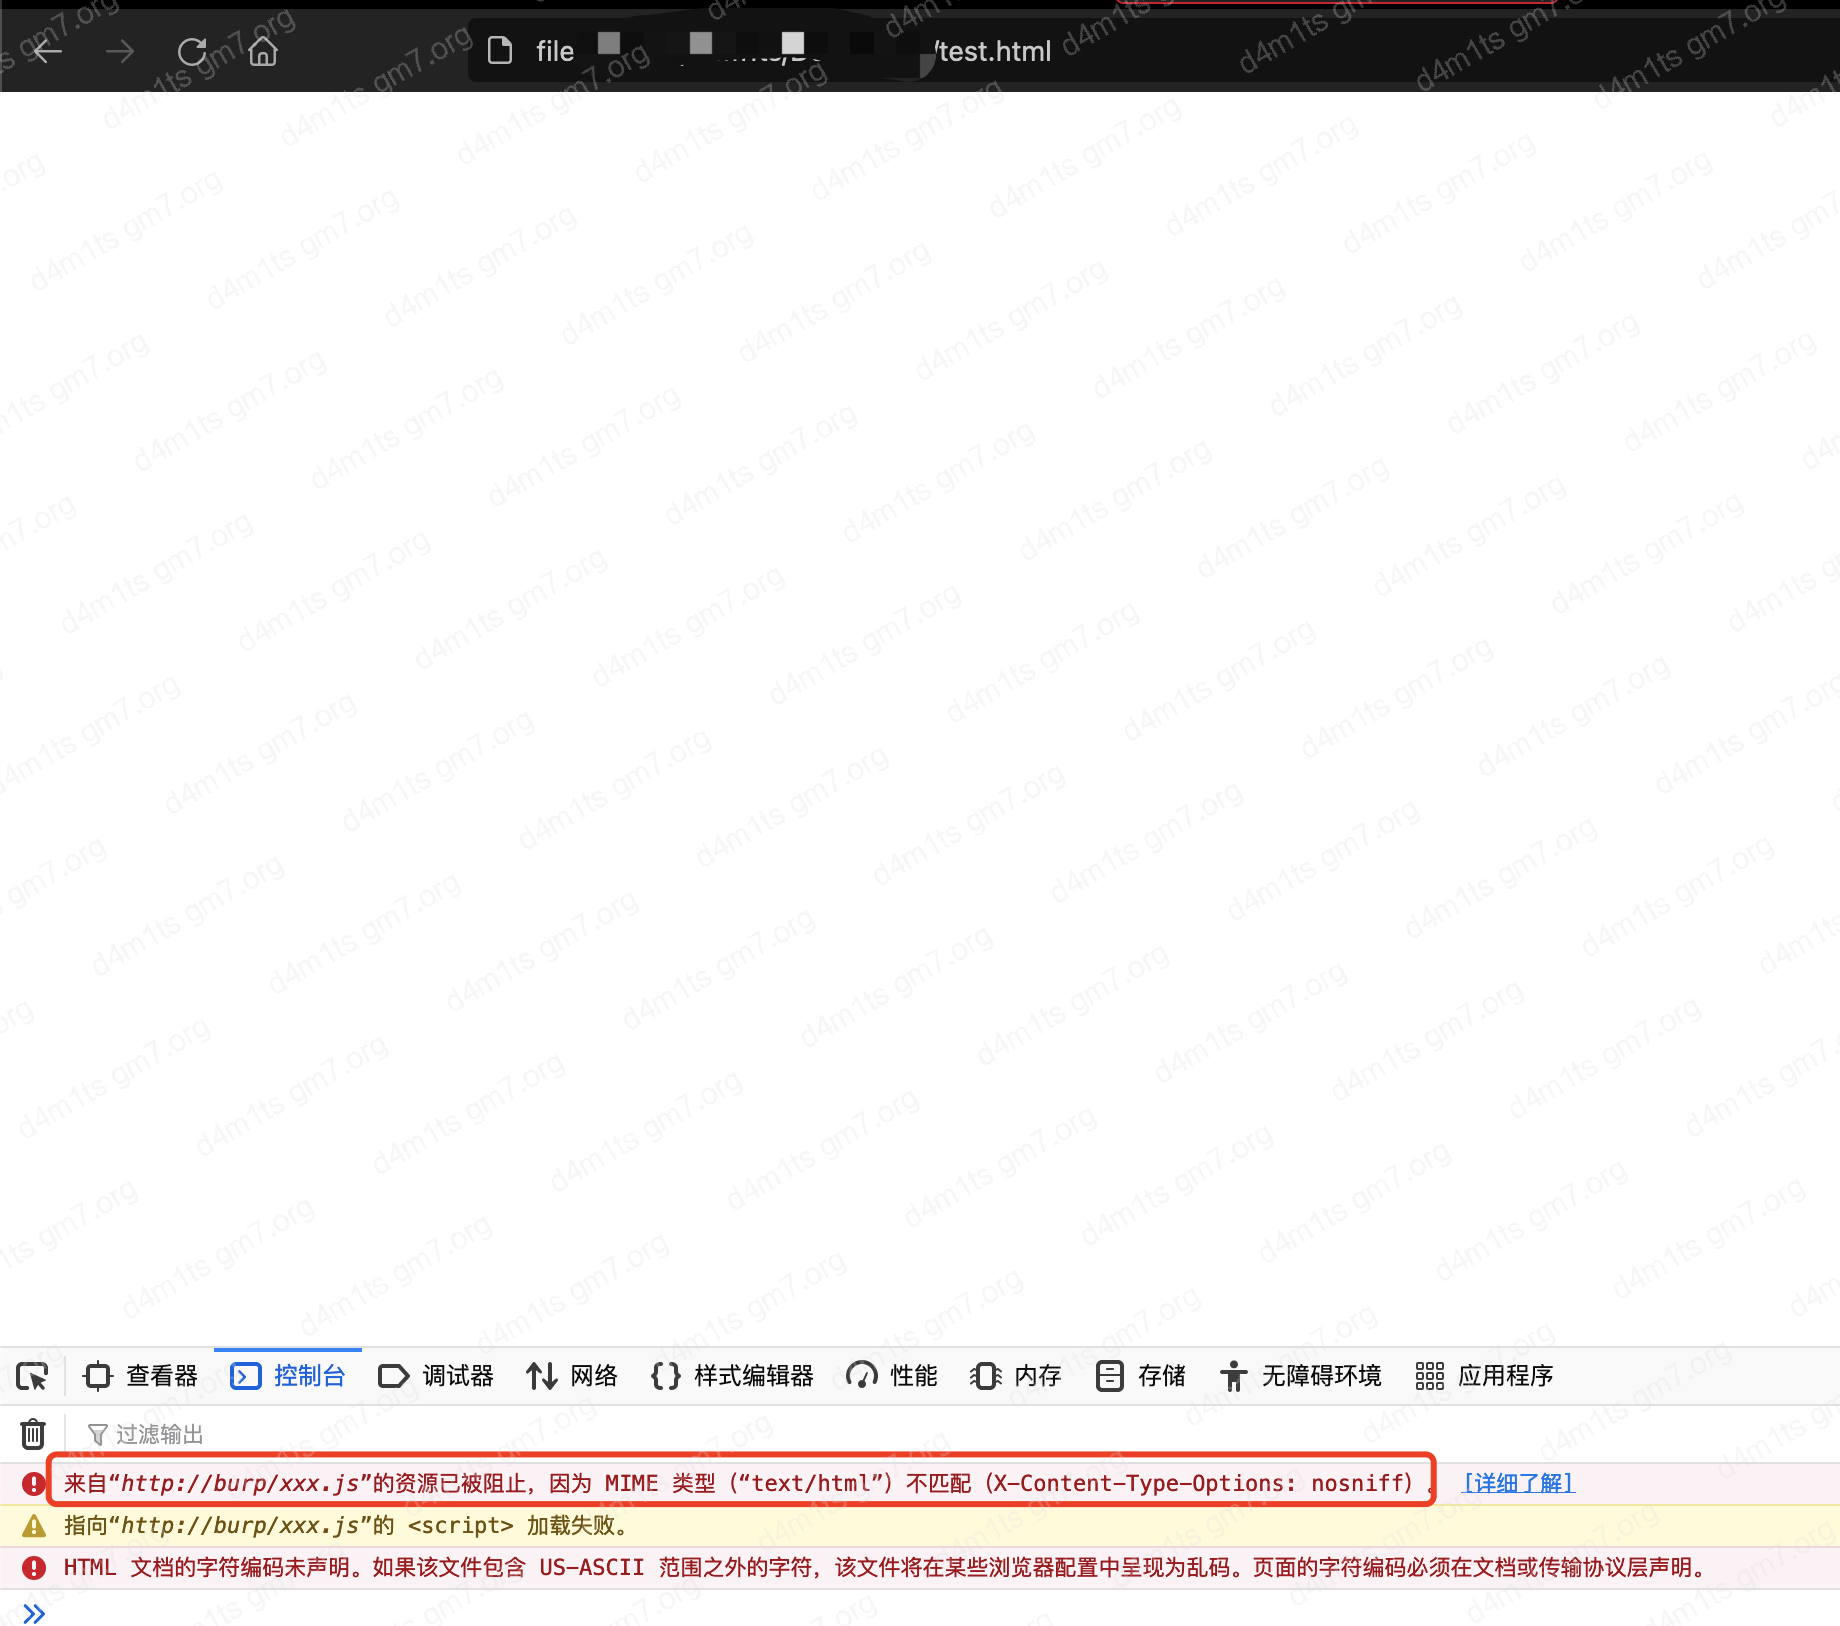 file
/test.html
查看器 控制台 调试器 网络 样式编辑器 性能 内存 存储 无障碍环境 应用程序
过滤输出
来自“http://burp/xxx.js”的资源已被阻止，因为 MIME 类型（“text/html”）不匹配（X-Content-Type-Options: nosniff）。 [详细了解]
指向“http://burp/xxx.js”的 <script> 加载失败。
HTML 文档的字符编码未声明。如果该文件包含 US-ASCII 范围之外的字符，该文件将在某些浏览器配置中呈现为乱码。页面的字符编码必须在文档或传输协议层声明。
d4m1ts gm7.org